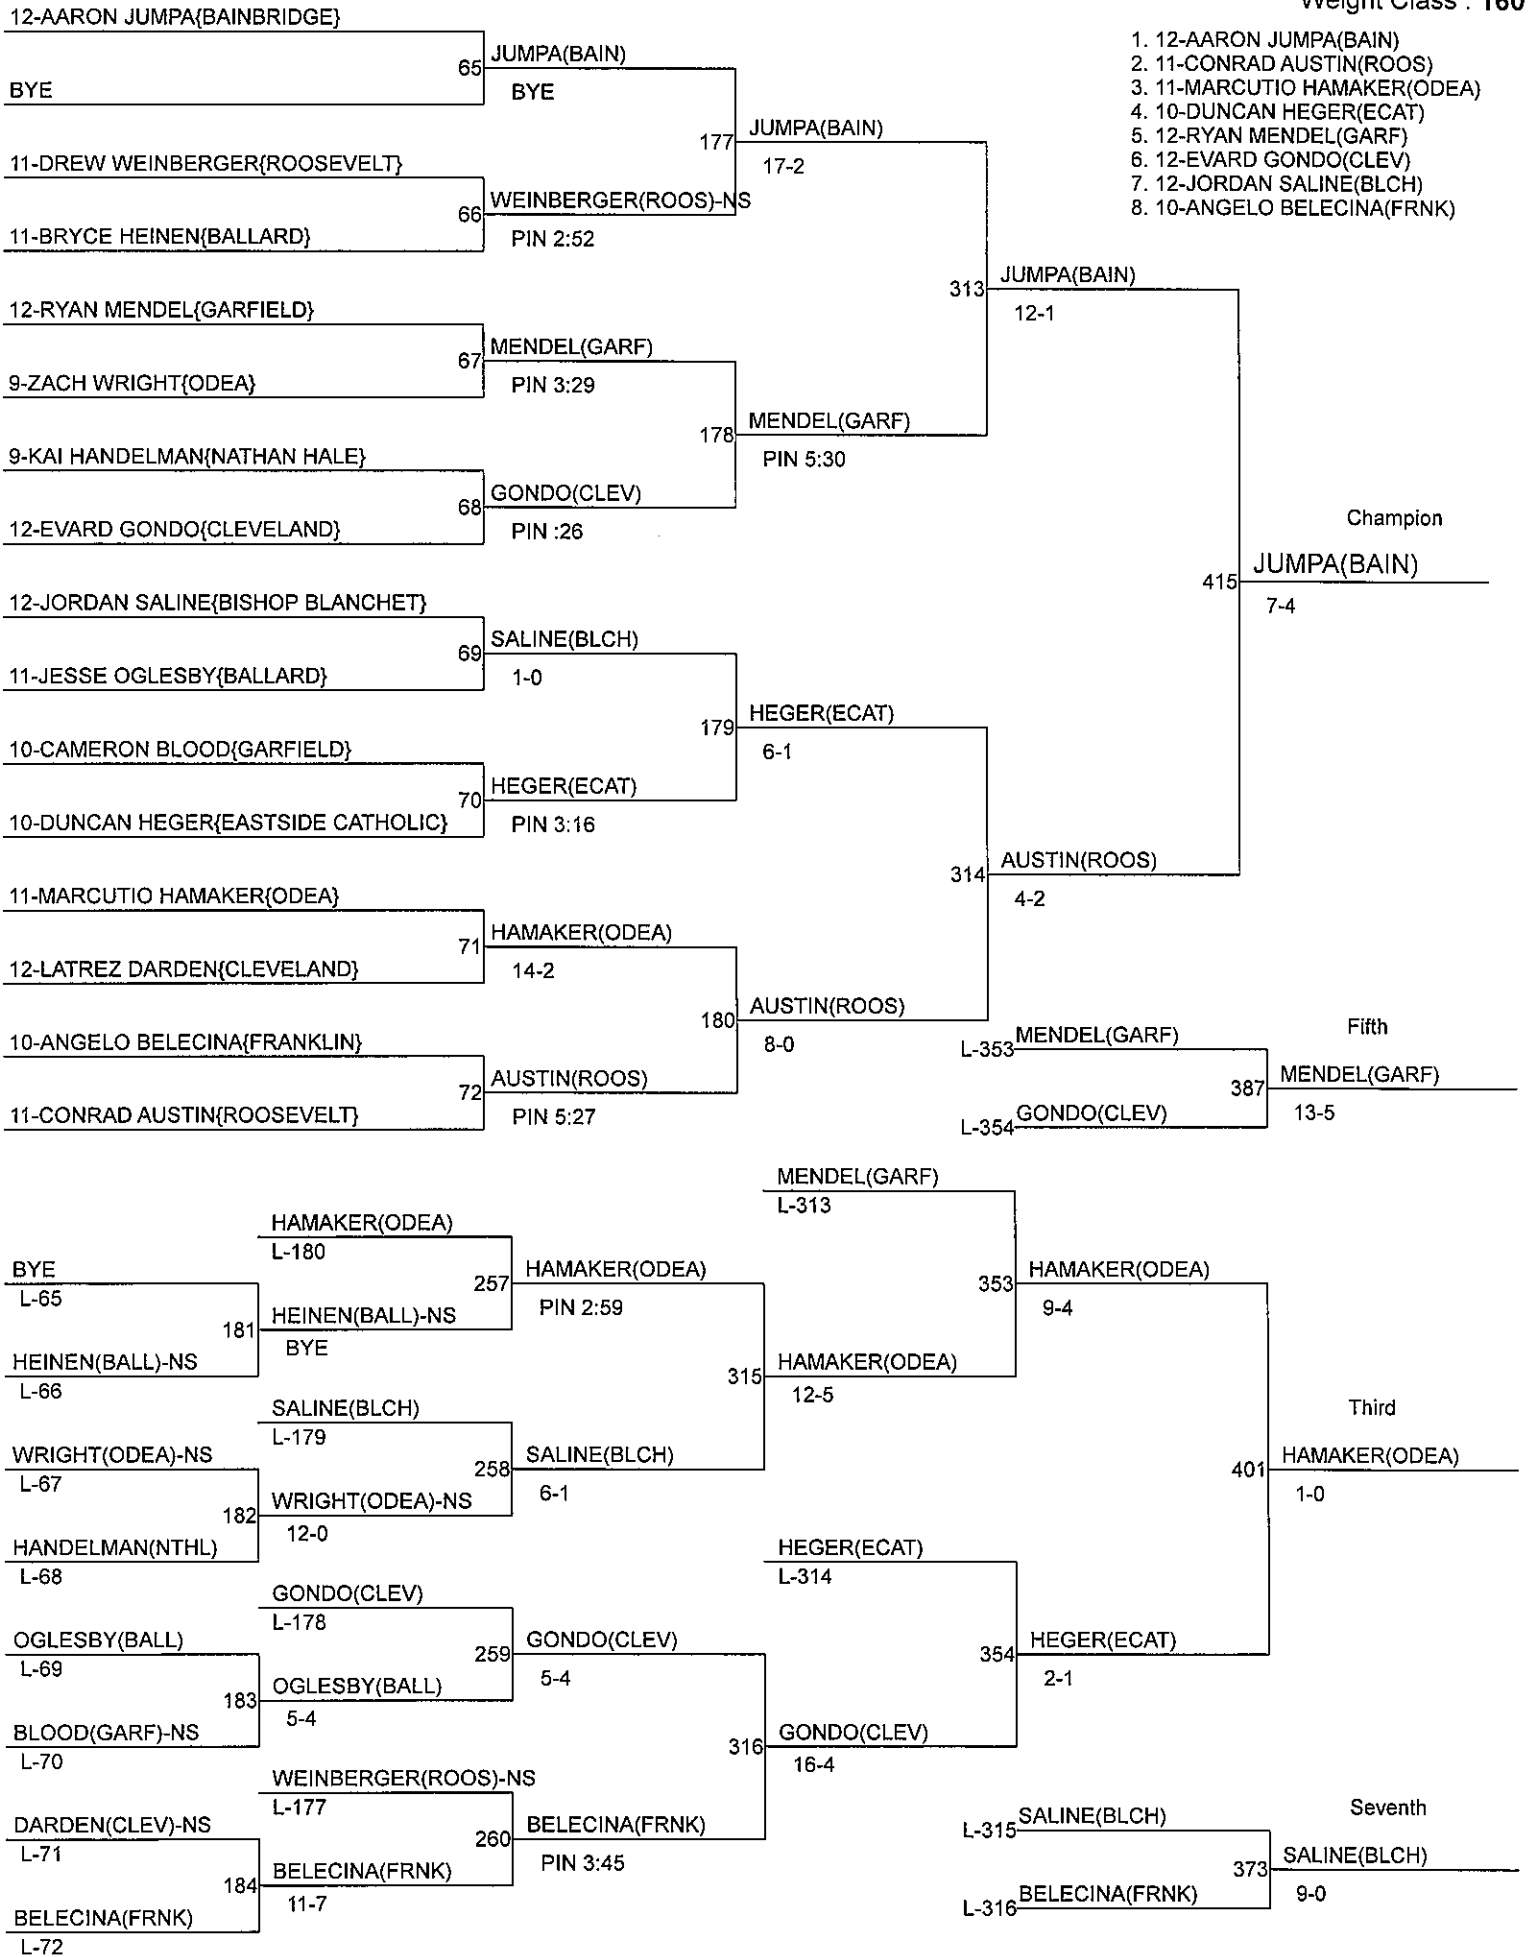 Weight Class : 160
1. 12-AARON JUMPA(BAIN)
2. 11-CONRAD AUSTIN(ROOS)
3. 11-MARCUTIO HAMAKER(ODEA)
4. 10-DUNCAN HEGER(ECAT)
5. 12-RYAN MENDEL(GARF)
6. 12-EVARD GONDO(CLEV)
7. 12-JORDAN SALINE(BLCH)
8. 10-ANGELO BELECINA(FRNK)
12-AARON JUMPA{BAINBRIDGE}
65 JUMPA(BAIN)
BYE
BYE
177 JUMPA(BAIN)
17-2
11-DREW WEINBERGER{ROOSEVELT}
66 WEINBERGER(ROOS)-NS
11-BRYCE HEINEN{BALLARD}
PIN 2:52
313 JUMPA(BAIN)
12-1
12-RYAN MENDEL{GARFIELD}
67 MENDEL(GARF)
9-ZACH WRIGHT{ODEA}
PIN 3:29
178 MENDEL(GARF)
PIN 5:30
9-KAI HANDELMAN{NATHAN HALE}
68 GONDO(CLEV)
12-EVARD GONDO{CLEVELAND}
PIN :26
Champion
415 JUMPA(BAIN)
7-4
12-JORDAN SALINE{BISHOP BLANCHET}
69 SALINE(BLCH)
11-JESSE OGLESBY{BALLARD}
1-0
179 HEGER(ECAT)
6-1
10-CAMERON BLOOD{GARFIELD}
70 HEGER(ECAT)
10-DUNCAN HEGER{EASTSIDE CATHOLIC}
PIN 3:16
314 AUSTIN(ROOS)
4-2
11-MARCUTIO HAMAKER{ODEA}
71 HAMAKER(ODEA)
12-LATREZ DARDEN{CLEVELAND}
14-2
180 AUSTIN(ROOS)
8-0
10-ANGELO BELECINA{FRANKLIN}
72 AUSTIN(ROOS)
11-CONRAD AUSTIN{ROOSEVELT}
PIN 5:27
Fifth
L-353 MENDEL(GARF)
387 MENDEL(GARF)
13-5
L-354 GONDO(CLEV)
MENDEL(GARF)
L-313
HAMAKER(ODEA)
L-180
BYE
L-65
257 HAMAKER(ODEA)
PIN 2:59
353 HAMAKER(ODEA)
9-4
181 HEINEN(BALL)-NS
BYE
HEINEN(BALL)-NS
L-66
315 HAMAKER(ODEA)
12-5
SALINE(BLCH)
L-179
WRIGHT(ODEA)-NS
L-67
258 SALINE(BLCH)
6-1
Third
401 HAMAKER(ODEA)
1-0
182 WRIGHT(ODEA)-NS
12-0
HANDELMAN(NTHL)
L-68
HEGER(ECAT)
L-314
GONDO(CLEV)
L-178
OGLESBY(BALL)
L-69
259 GONDO(CLEV)
5-4
354 HEGER(ECAT)
2-1
183 OGLESBY(BALL)
5-4
BLOOD(GARF)-NS
L-70
316 GONDO(CLEV)
16-4
WEINBERGER(ROOS)-NS
L-177
DARDEN(CLEV)-NS
L-71
260 BELECINA(FRNK)
PIN 3:45
184 BELECINA(FRNK)
11-7
BELECINA(FRNK)
L-72
Seventh
L-315 SALINE(BLCH)
373 SALINE(BLCH)
9-0
L-316 BELECINA(FRNK)